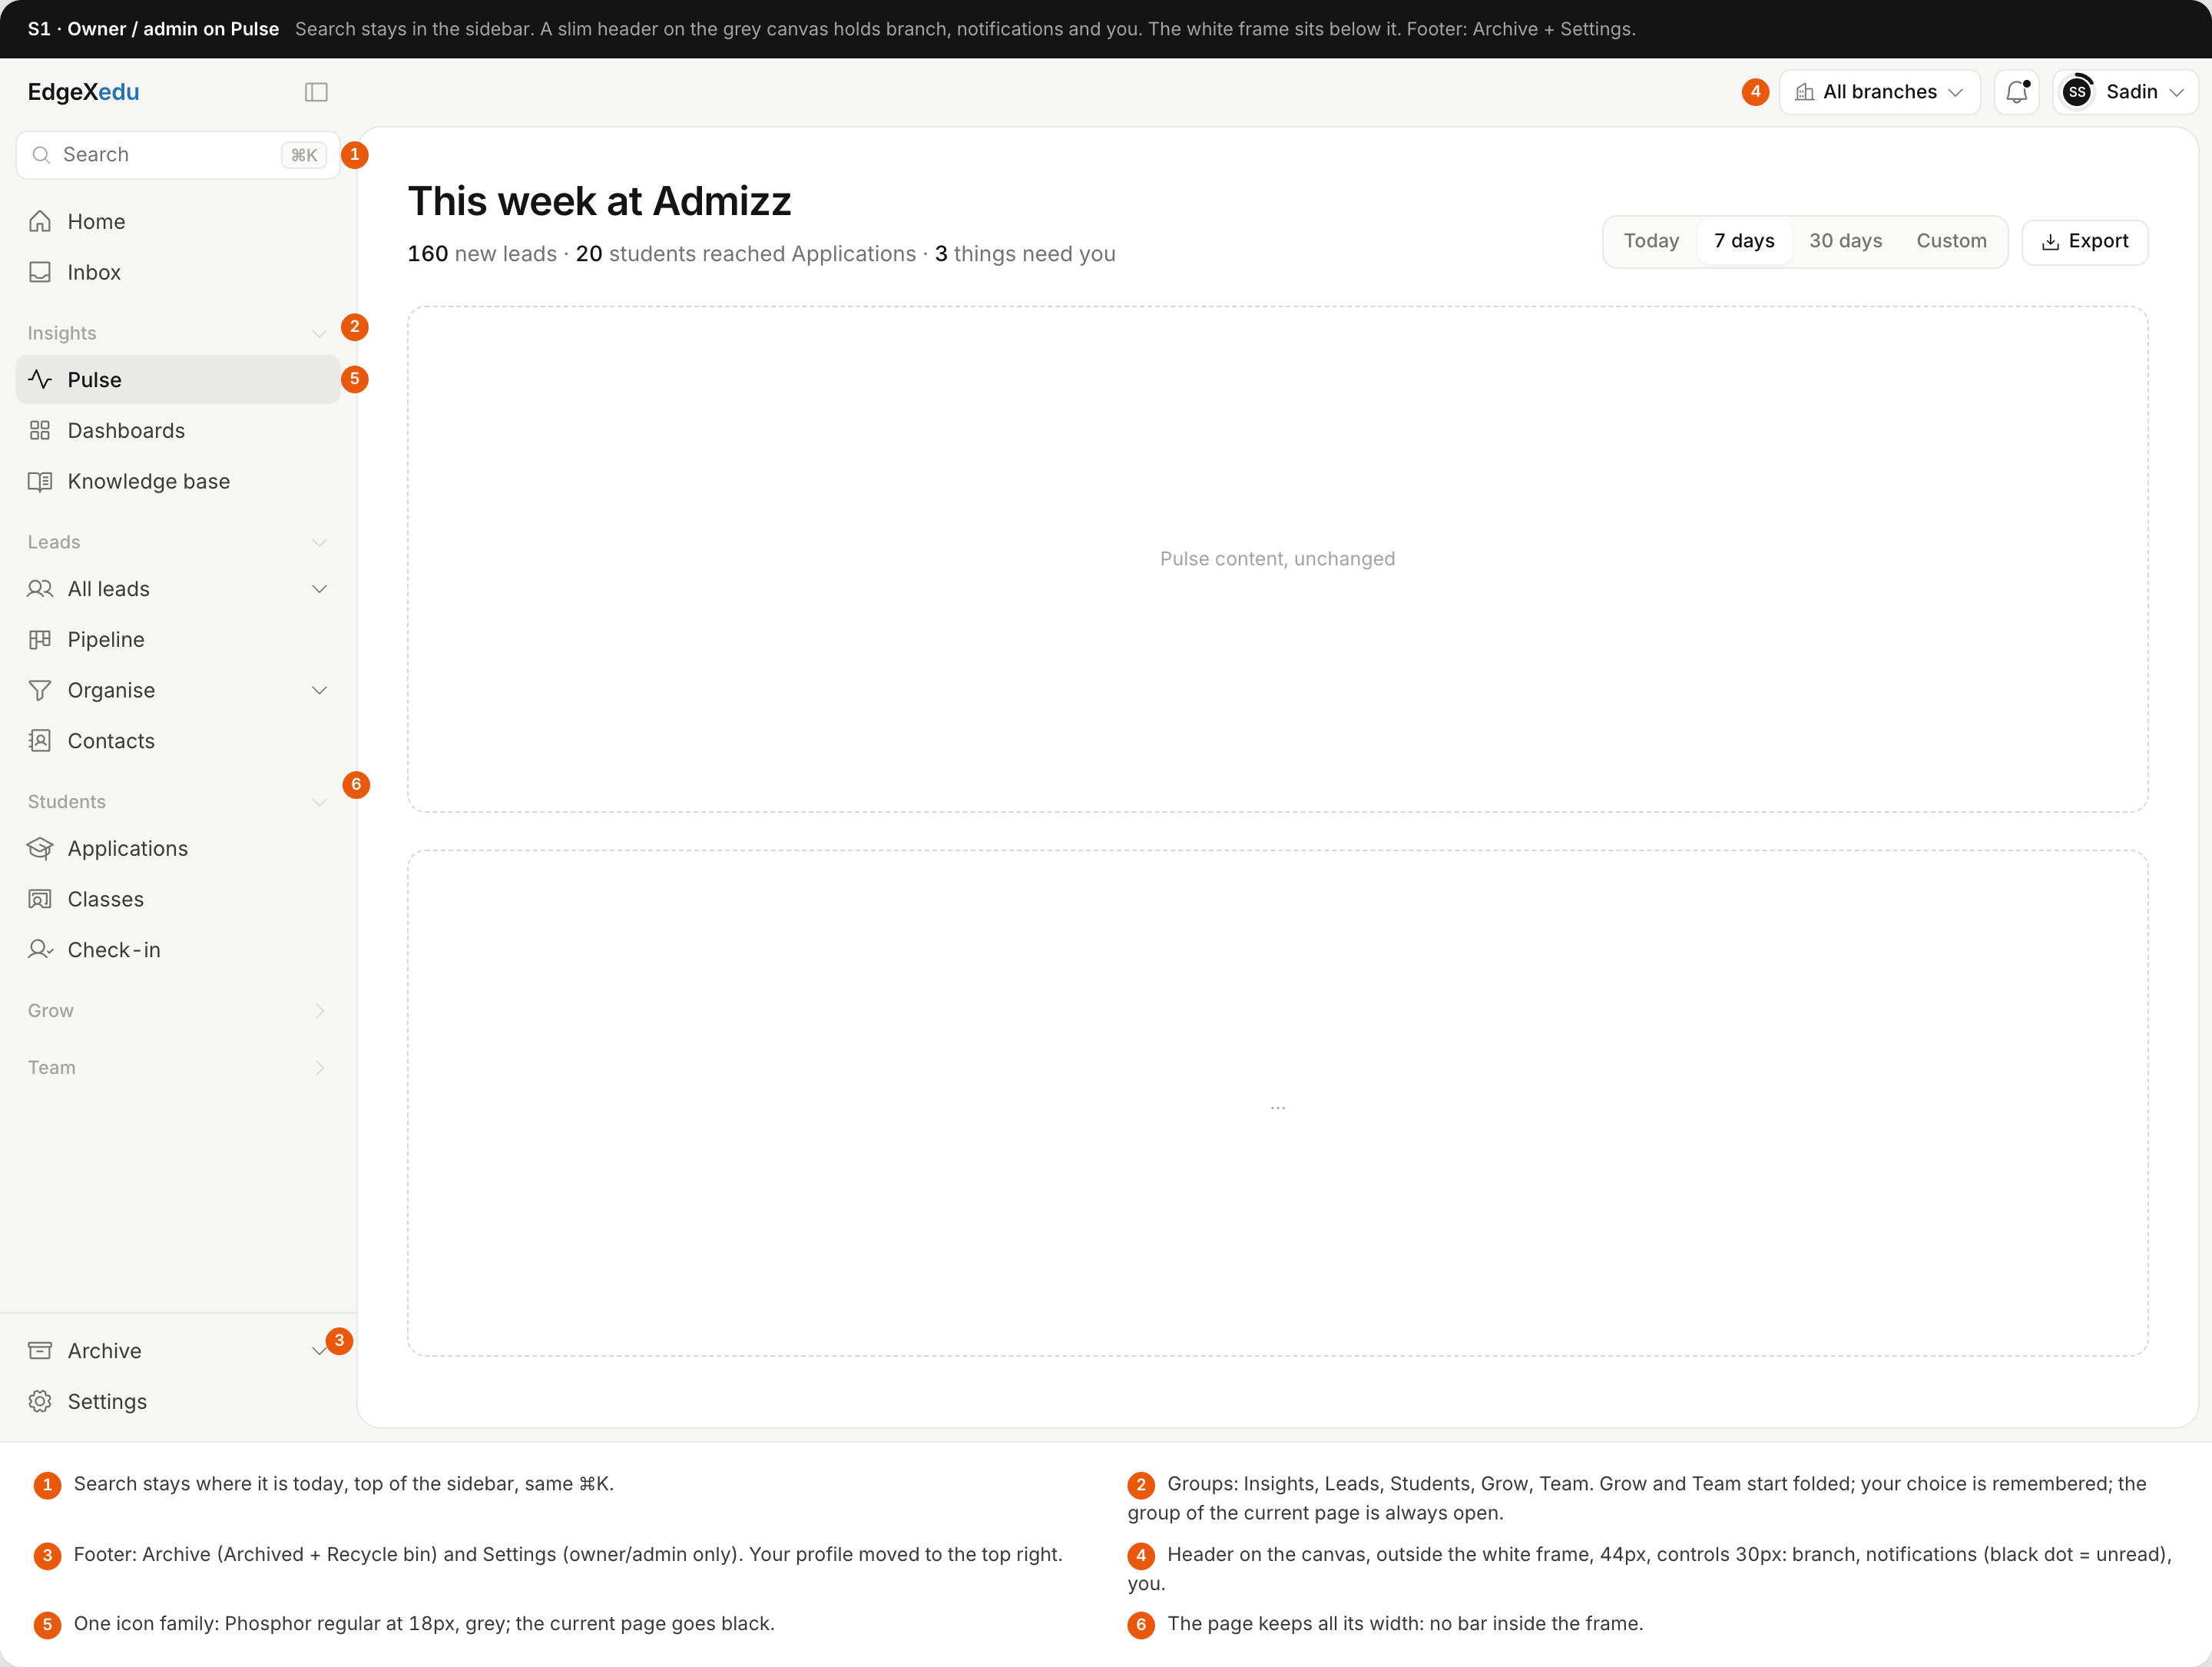 S1 · Owner / admin on Pulse Search stays in the sidebar. A slim header on the grey canvas holds branch, notifications and you. The white frame sits below it. Footer: Archive + Settings.
EdgeXedu
4 All branches
SS Sadin
Search ⌘K 1
Home
Inbox
Insights 2
Pulse 5
Dashboards
Knowledge base
Leads
All leads
Pipeline
Organise
Contacts
6
Students
Applications
Classes
Check-in
Grow
Team
Archive 3
Settings
This week at Admizz
160 new leads · 20 students reached Applications · 3 things need you
Today 7 days 30 days Custom Export
Pulse content, unchanged
...
1 Search stays where it is today, top of the sidebar, same ⌘K.
2 Groups: Insights, Leads, Students, Grow, Team. Grow and Team start folded; your choice is remembered; the
group of the current page is always open.
3 Footer: Archive (Archived + Recycle bin) and Settings (owner/admin only). Your profile moved to the top right.
4 Header on the canvas, outside the white frame, 44px, controls 30px: branch, notifications (black dot = unread),
you.
5 One icon family: Phosphor regular at 18px, grey; the current page goes black.
6 The page keeps all its width: no bar inside the frame.